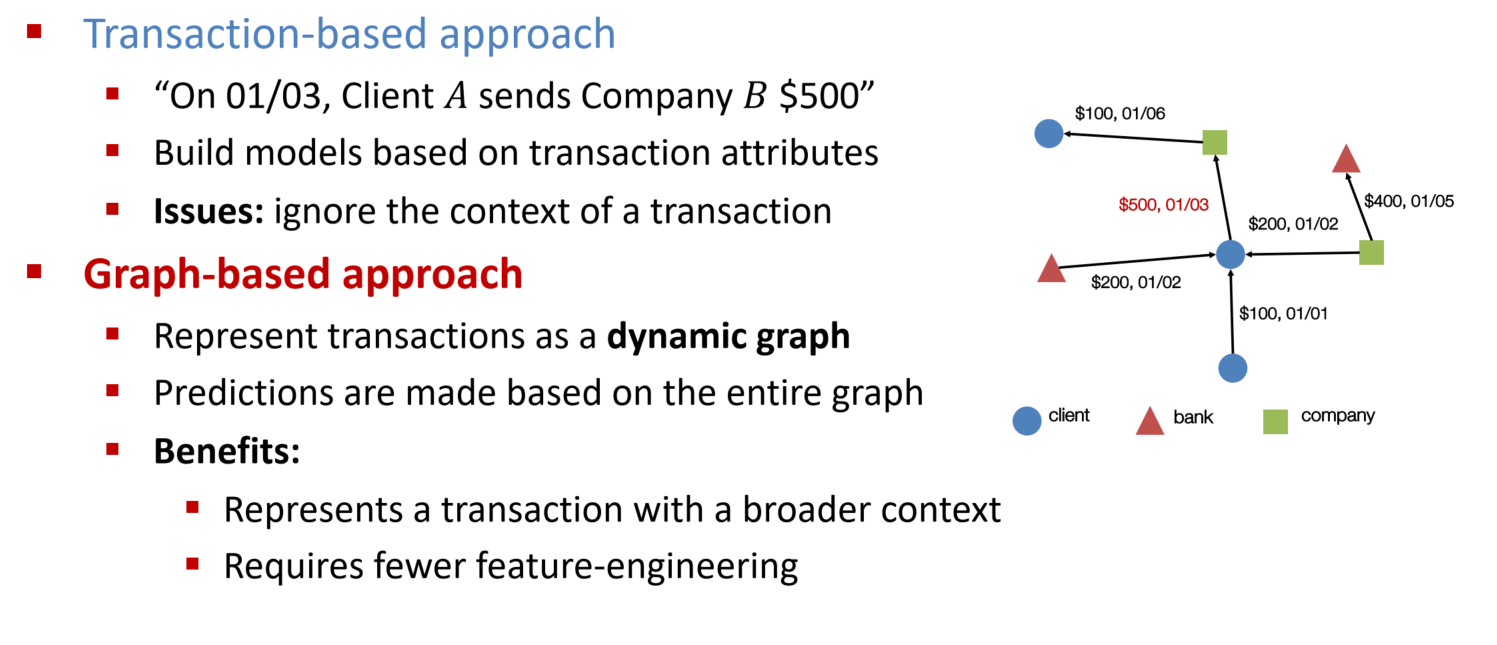 Transaction-based approach
“On 01/03, Client A sends Company B $500”
Build models based on transaction attributes
Issues: ignore the context of a transaction
Graph-based approach
Represent transactions as a dynamic graph
Predictions are made based on the entire graph
Benefits:
Represents a transaction with a broader context
Requires fewer feature-engineering
$100, 01/06
$500, 01/03
$200, 01/02
$400, 01/05
$200, 01/02
$100, 01/01
client
bank
company